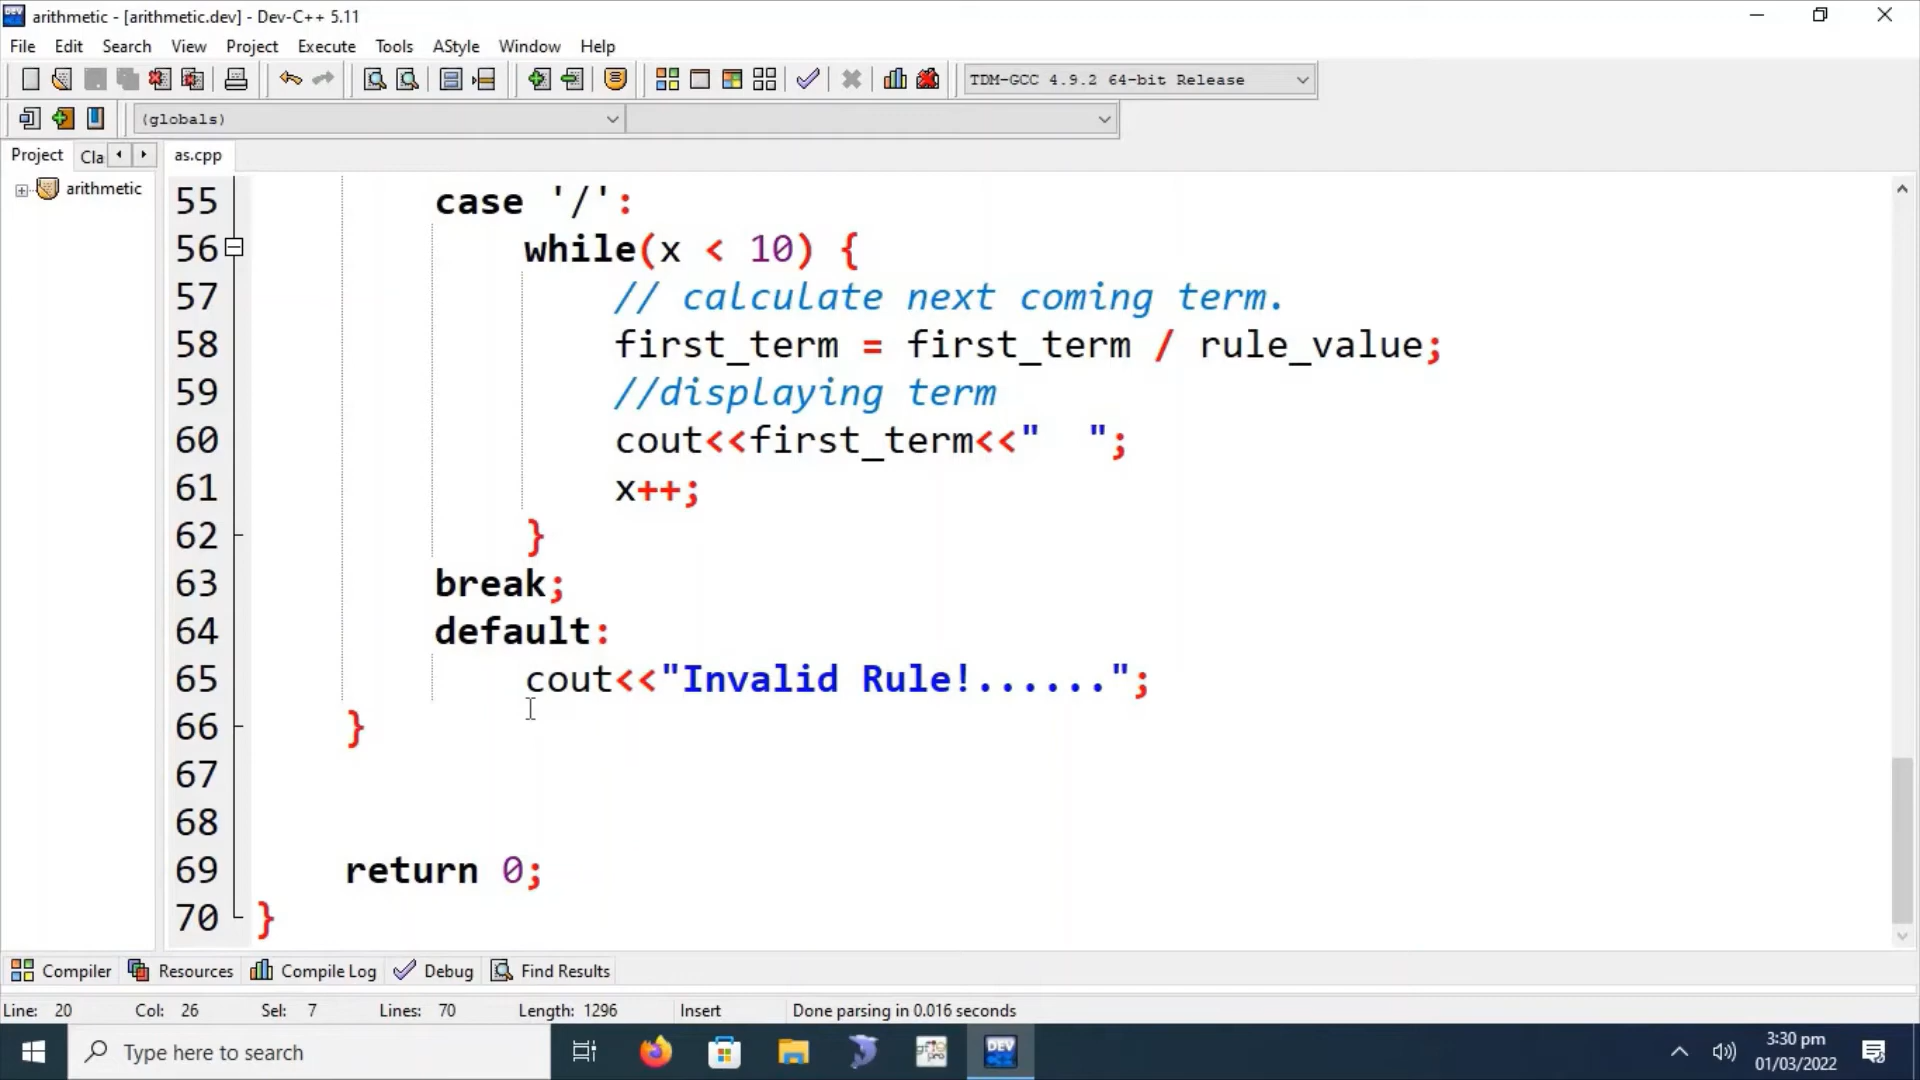 arithmetic - [arithmetic.dev] - Dev-C++ 5.11
File Edit Search View Project Execute Tools AStyle Window Help
TDM-GCC 4.9.2 64-bit Release
(globals)
Project Cla as.cpp
arithmetic
55 case '/':
56 while(x < 10) {
57 // calculate next coming term.
58 first_term = first_term / rule_value;
59 //displaying term
60 cout<<first_term<<"  ";
61 x++;
62 }
63 break;
64 default:
65 cout<<"Invalid Rule!......";
66 }
67
68
69 return 0;
70 }
Compiler Resources Compile Log Debug Find Results
Line: 20 Col: 26 Sel: 7 Lines: 70 Length: 1296 Insert Done parsing in 0.016 seconds
Type here to search
DEV
3:30 pm
01/03/2022